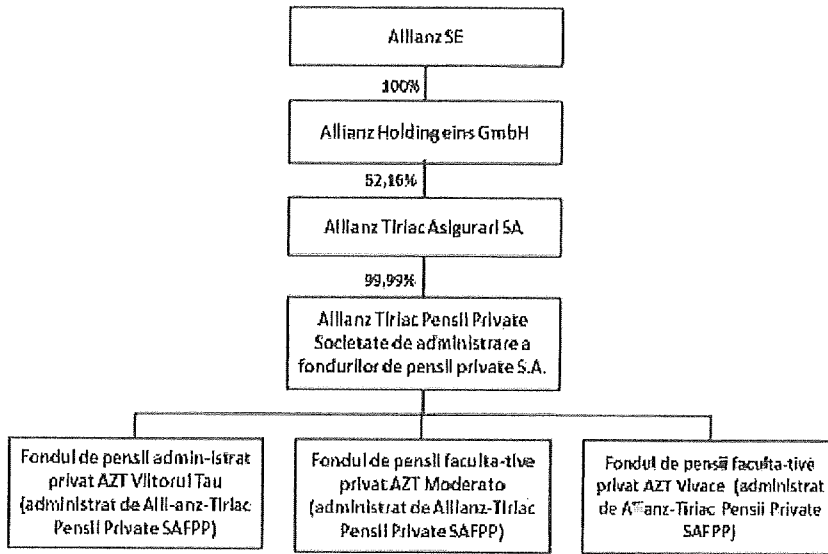 Allianz SE
100%
Allianz Holding eins GmbH
52,16%
Allianz Tiriac Asigurari SA
99,99%
Allianz Tiriac Pensii Private
Societate de administrare a
fondurilor de pensii private S.A.
Fondul de pensii admin-istrat
privat AZT Viitorul Tau
(administrat de Alli-anz-Tiriac
Pensii Private SAFPP)
Fondul de pensii faculta-tive
privat AZT Moderato
(administrat de Allianz-Tiriac
Pensii Private SAFPP)
Fondul de pensii faculta-tive
privat AZT Vivace (administrat
de Allianz-Tiriac Pensii Private
SAFPP)